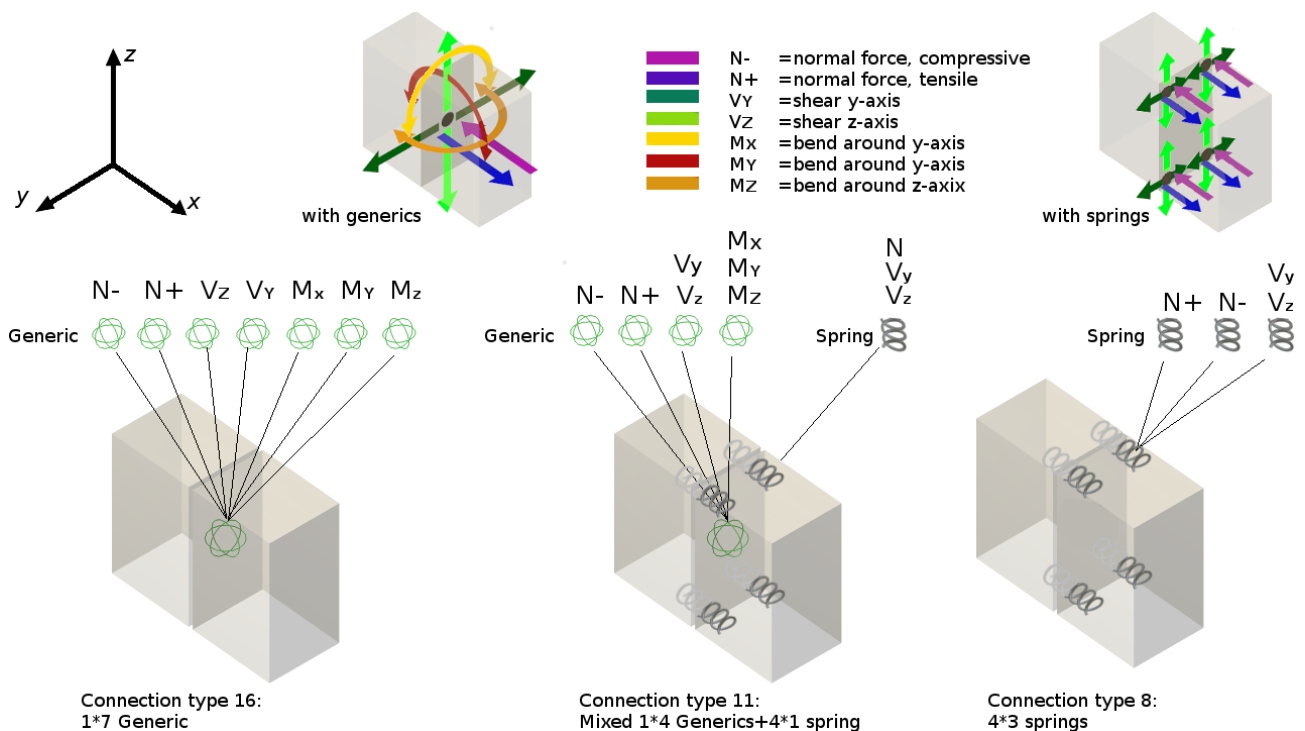 z
y
x
with generics
N- =normal force, compressive
N+ =normal force, tensile
VY =shear y-axis
VZ =shear z-axis
Mx =bend around y-axis
MY =bend around y-axis
MZ =bend around z-axix
with springs
Generic
N- N+ VZ VY Mx MY Mz
Generic
N- N+
Vy
Vz
Mx
MY
MZ
Spring
N
Vy
Vz
Spring
N+ N-
Vy
Vz
Connection type 16:
1*7 Generic
Connection type 11:
Mixed 1*4 Generics+4*1 spring
Connection type 8:
4*3 springs